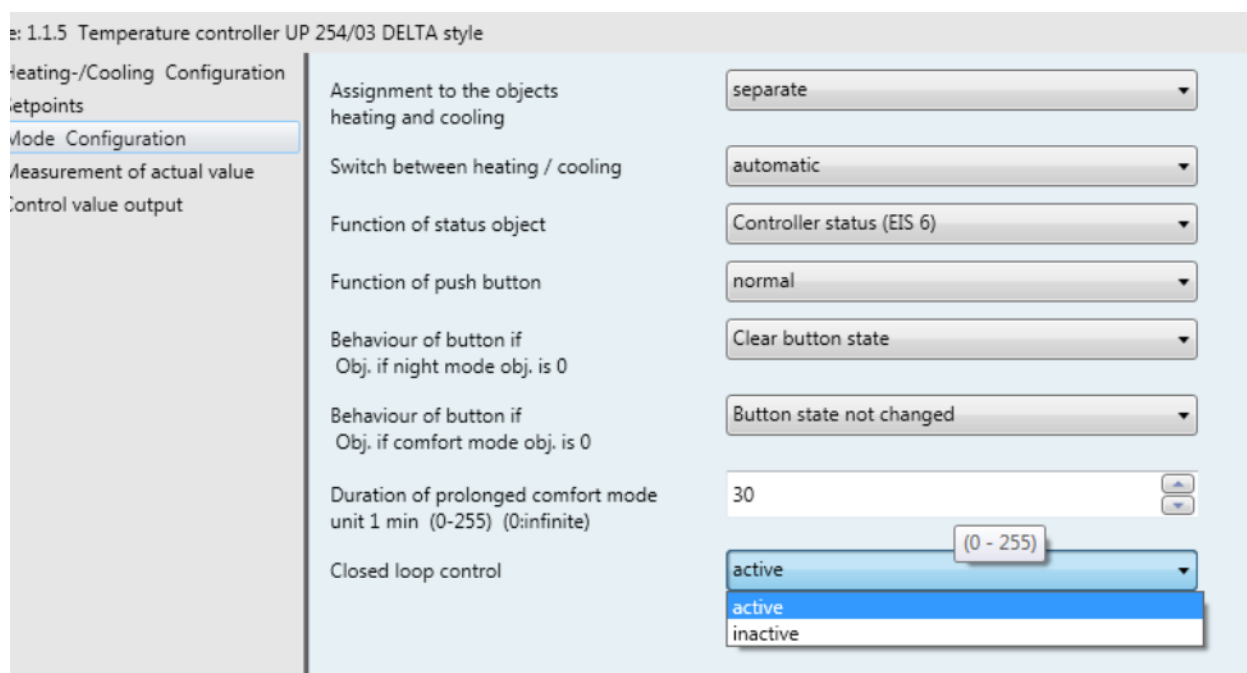 e: 1.1.5 Temperature controller UP 254/03 DELTA style
Heating-/Cooling Configuration
Setpoints
Mode Configuration
Measurement of actual value
Control value output
Assignment to the objects
heating and cooling
separate
Switch between heating / cooling
automatic
Function of status object
Controller status (EIS 6)
Function of push button
normal
Behaviour of button if
Obj. if night mode obj. is 0
Clear button state
Behaviour of button if
Obj. if comfort mode obj. is 0
Button state not changed
Duration of prolonged comfort mode
unit 1 min (0-255) (0:infinite)
30
(0 - 255)
Closed loop control
active
active
inactive